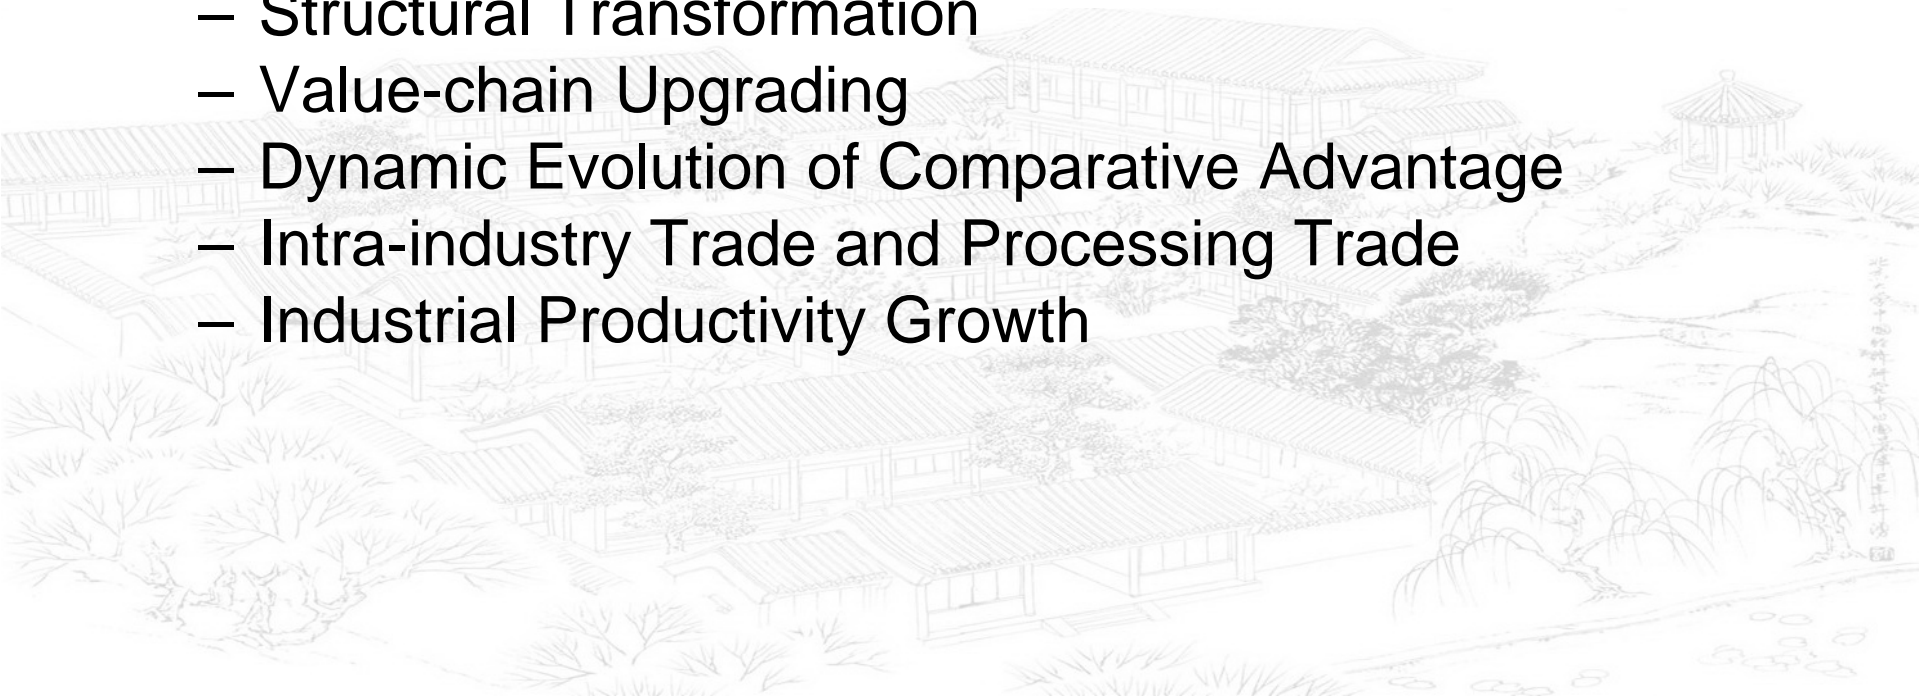 – Structural Transformation
– Value-chain Upgrading
– Dynamic Evolution of Comparative Advantage
– Intra-industry Trade and Processing Trade
– Industrial Productivity Growth